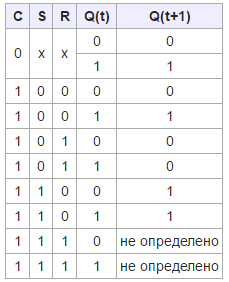 C S R Q(t) Q(t+1)
0 x x 0 0
1 1
1 0 0 0 0
1 0 0 1 1
1 0 1 0 0
1 0 1 1 0
1 1 0 0 1
1 1 0 1 1
1 1 1 0 не определено
1 1 1 1 не определено